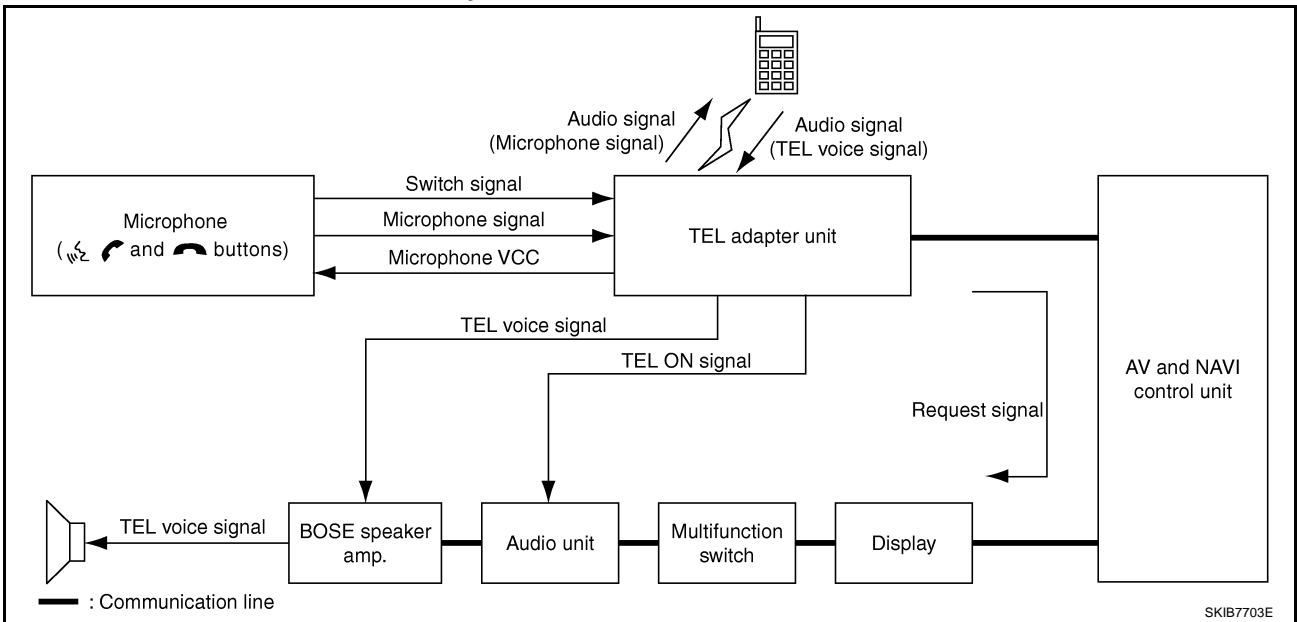 Audio signal
(Microphone signal)
Audio signal
(TEL voice signal)
Switch signal
Microphone
( and buttons)
Microphone signal
Microphone VCC
TEL adapter unit
TEL voice signal
TEL ON signal
AV and NAVI
control unit
Request signal
TEL voice signal
BOSE speaker
amp.
Audio unit
Multifunction
switch
Display
: Communication line
SKIB7703E